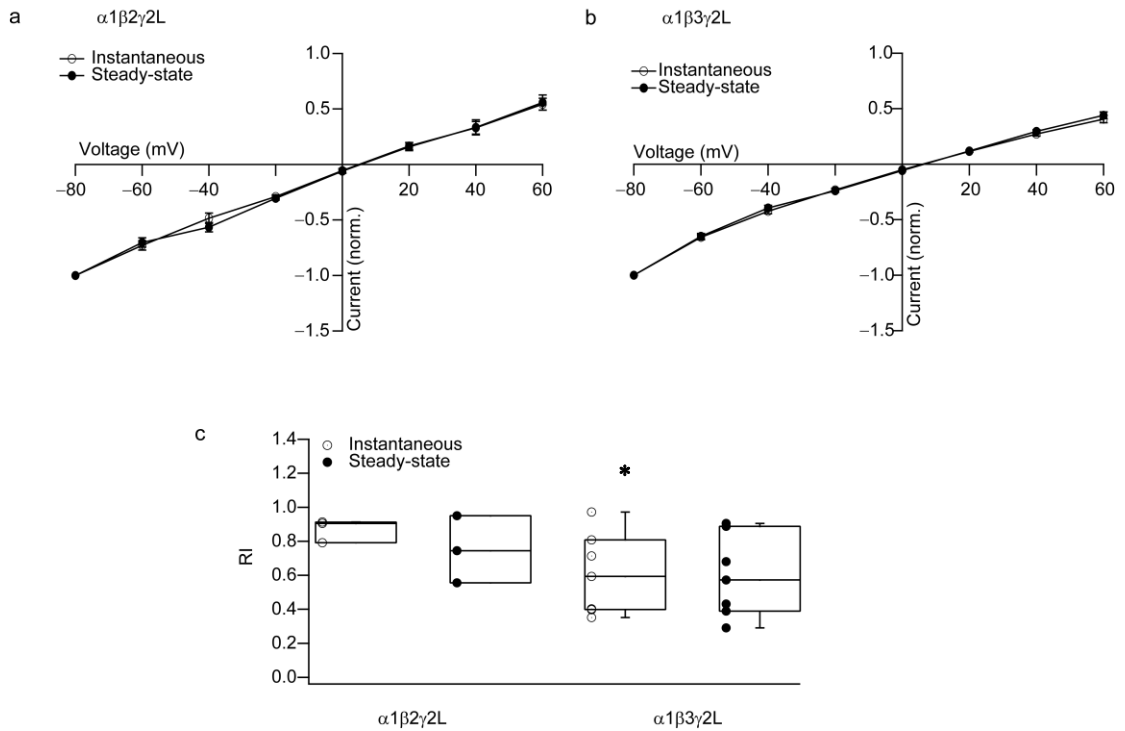 a
α1β2γ2L
Instantaneous
Steady-state
1.0
0.5
Voltage (mV)
−80 −60 −40 20 40 60
−0.5
−1.0
−1.5
Current (norm.)
b
α1β3γ2L
Instantaneous
Steady-state
1.0
0.5
Voltage (mV)
−80 −60 −40 20 40 60
−0.5
−1.0
−1.5
Current (norm.)
c
Instantaneous
Steady-state
*
RI
1.4
1.2
1.0
0.8
0.6
0.4
0.2
0.0
α1β2γ2L α1β3γ2L